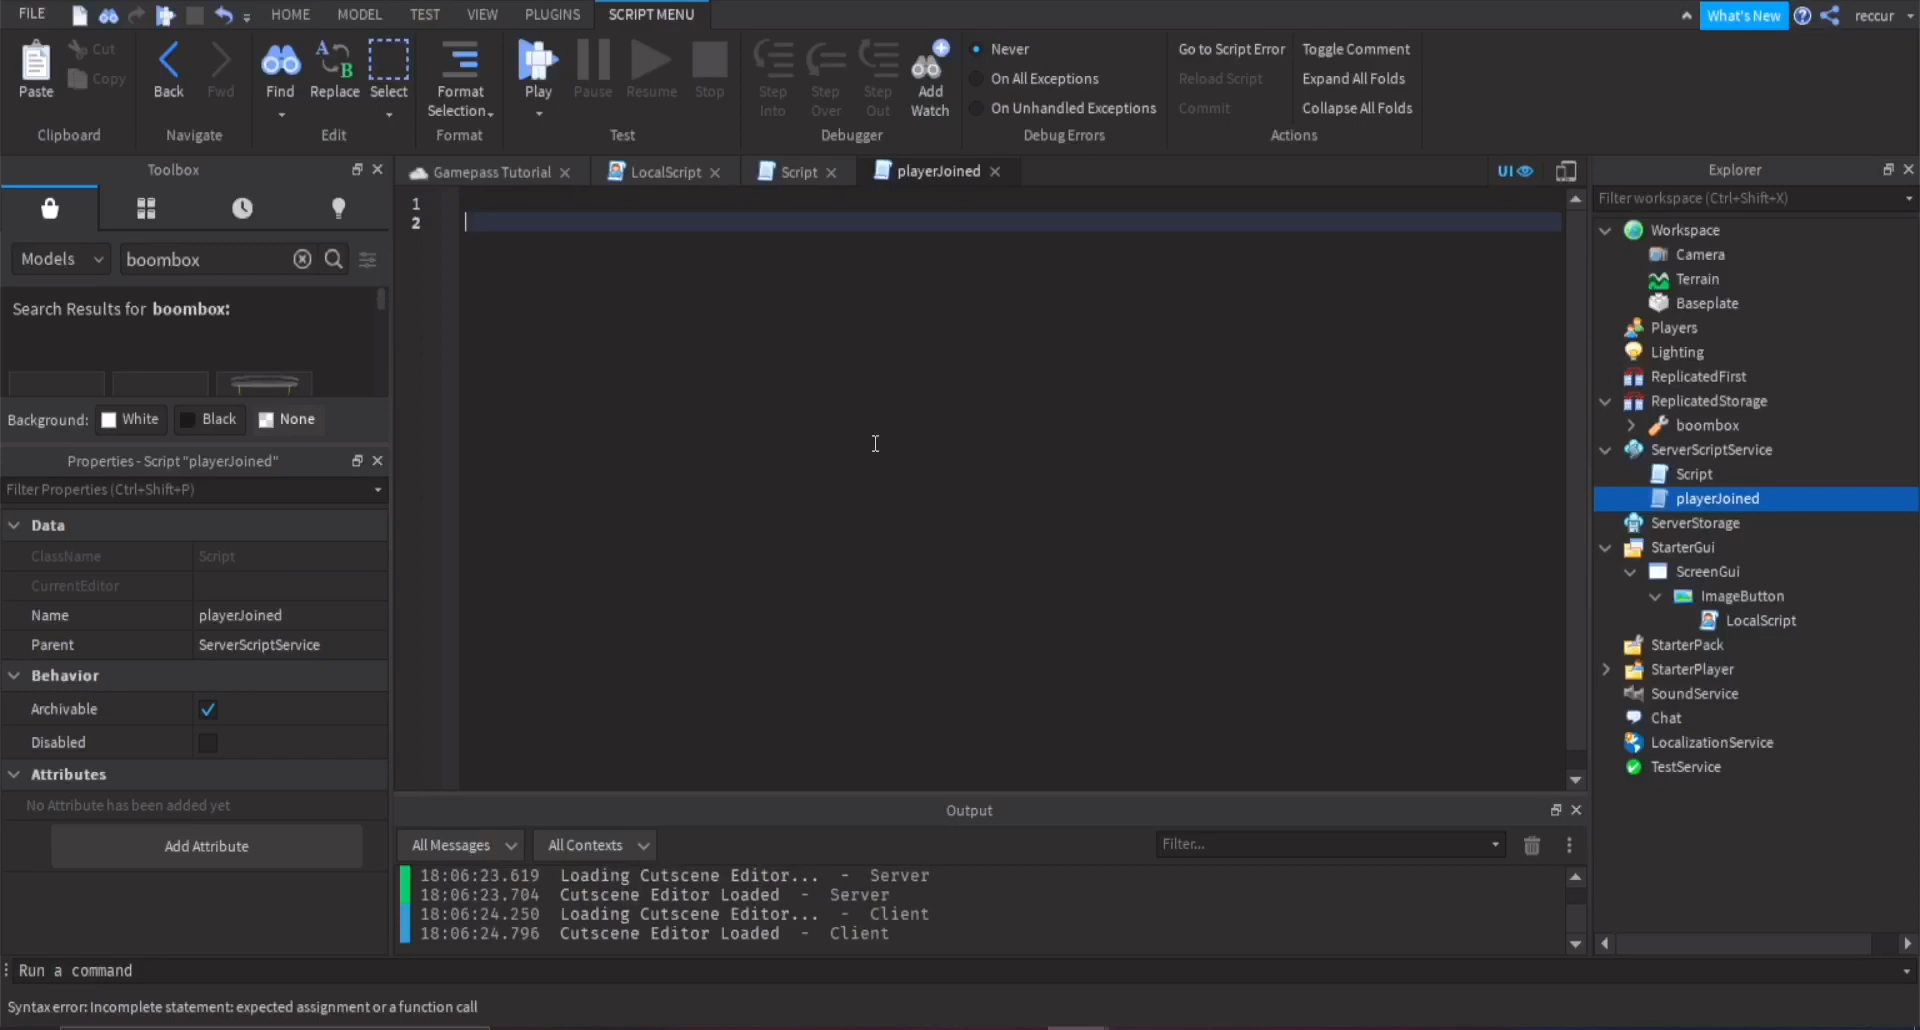 FILE HOME MODEL TEST VIEW PLUGINS SCRIPT MENU What's New reccur
Paste Cut Copy Clipboard
Back Fwd Navigate
Find Replace Select Edit
Format Selection Format
Play Pause Resume Stop Test
Step Into Step Over Step Out Add Watch Debugger
Never
On All Exceptions
On Unhandled Exceptions
Debug Errors
Go to Script Error Toggle Comment
Reload Script Expand All Folds
Commit Collapse All Folds
Actions
Toolbox
Models boombox
Search Results for boombox:
Background: White Black None
Properties - Script "playerJoined"
Filter Properties (Ctrl+Shift+P)
Data
ClassName Script
CurrentEditor
Name playerJoined
Parent ServerScriptService
Behavior
Archivable
Disabled
Attributes
No Attribute has been added yet
Add Attribute
Gamepass Tutorial LocalScript Script playerJoined UI
1
2
Output
All Messages All Contexts Filter...
18:06:23.619 Loading Cutscene Editor... - Server
18:06:23.704 Cutscene Editor Loaded - Server
18:06:24.250 Loading Cutscene Editor... - Client
18:06:24.796 Cutscene Editor Loaded - Client
Explorer
Filter workspace (Ctrl+Shift+X)
Workspace
Camera
Terrain
Baseplate
Players
Lighting
ReplicatedFirst
ReplicatedStorage
boombox
ServerScriptService
Script
playerJoined
ServerStorage
StarterGui
ScreenGui
ImageButton
LocalScript
StarterPack
StarterPlayer
SoundService
Chat
LocalizationService
TestService
Run a command
Syntax error: Incomplete statement: expected assignment or a function call